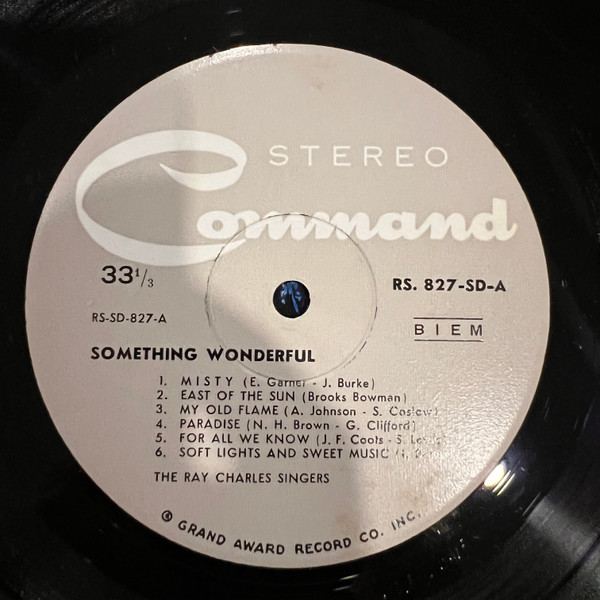 STEREO
Command
33 1/3
RS. 827-SD-A
RS-SD-827-A
BIEM
SOMETHING WONDERFUL
1. MISTY (E. Garner - J. Burke)
2. EAST OF THE SUN (Brooks Bowman)
3. MY OLD FLAME (A. Johnson - S. Coslow)
4. PARADISE (N. H. Brown - G. Clifford)
5. FOR ALL WE KNOW (J. F. Coots - S.
6. SOFT LIGHTS AND SWEET MUSIC
THE RAY CHARLES SINGERS
℗ GRAND AWARD RECORD CO. INC.